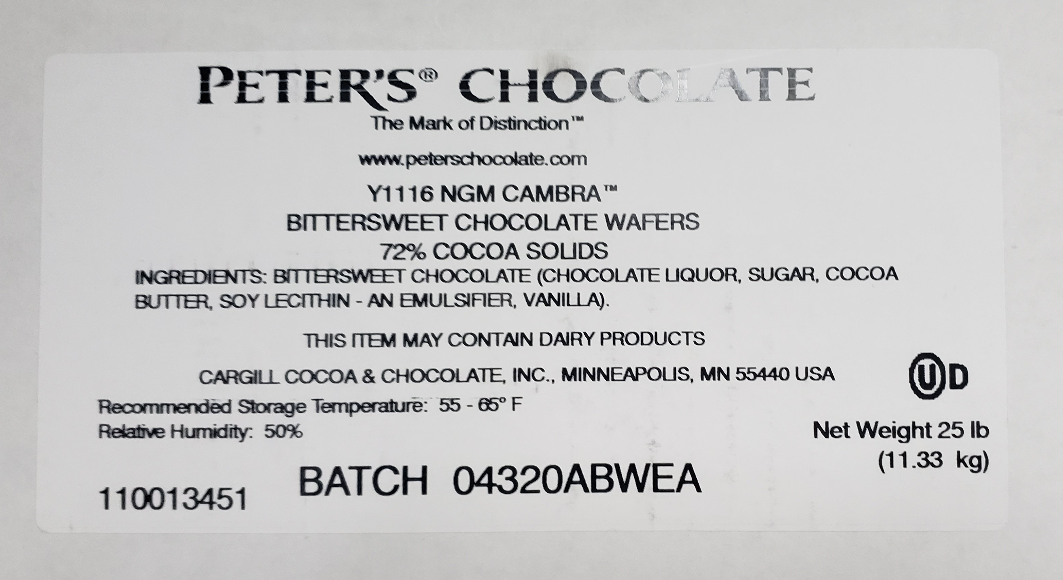 PETER'S® CHOCOLATE
The Mark of Distinction™
www.peterschocolate.com
Y1116 NGM CAMBRA™
BITTERSWEET CHOCOLATE WAFERS
72% COCOA SOLIDS
INGREDIENTS: BITTERSWEET CHOCOLATE (CHOCOLATE LIQUOR, SUGAR, COCOA
BUTTER, SOY LECITHIN - AN EMULSIFIER, VANILLA).
THIS ITEM MAY CONTAIN DAIRY PRODUCTS
CARGILL COCOA & CHOCOLATE, INC., MINNEAPOLIS, MN 55440 USA
UD
Recommended Storage Temperature: 55 - 65° F
Relative Humidity: 50%
Net Weight 25 lb
(11.33 kg)
110013451
BATCH 04320ABWEA